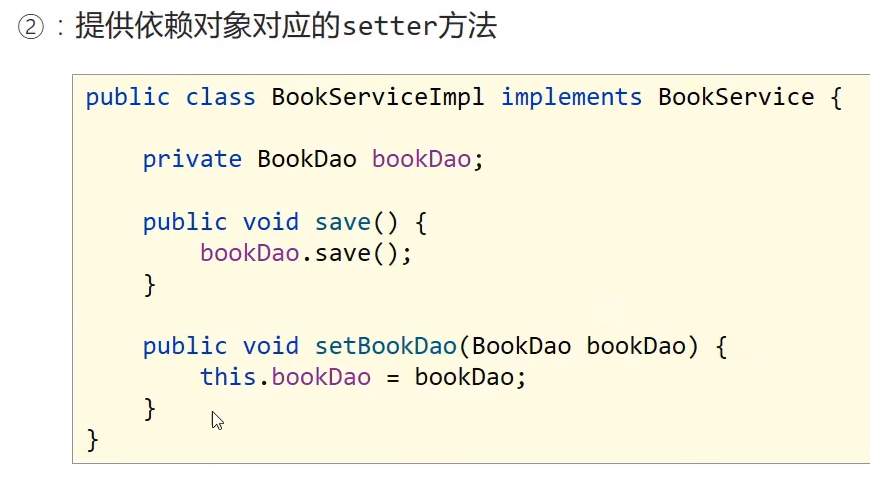 ②：提供依赖对象对应的setter方法
public class BookServiceImpl implements BookService {
private BookDao bookDao;
public void save() {
bookDao.save();
}
public void setBookDao(BookDao bookDao) {
this.bookDao = bookDao;
}
}